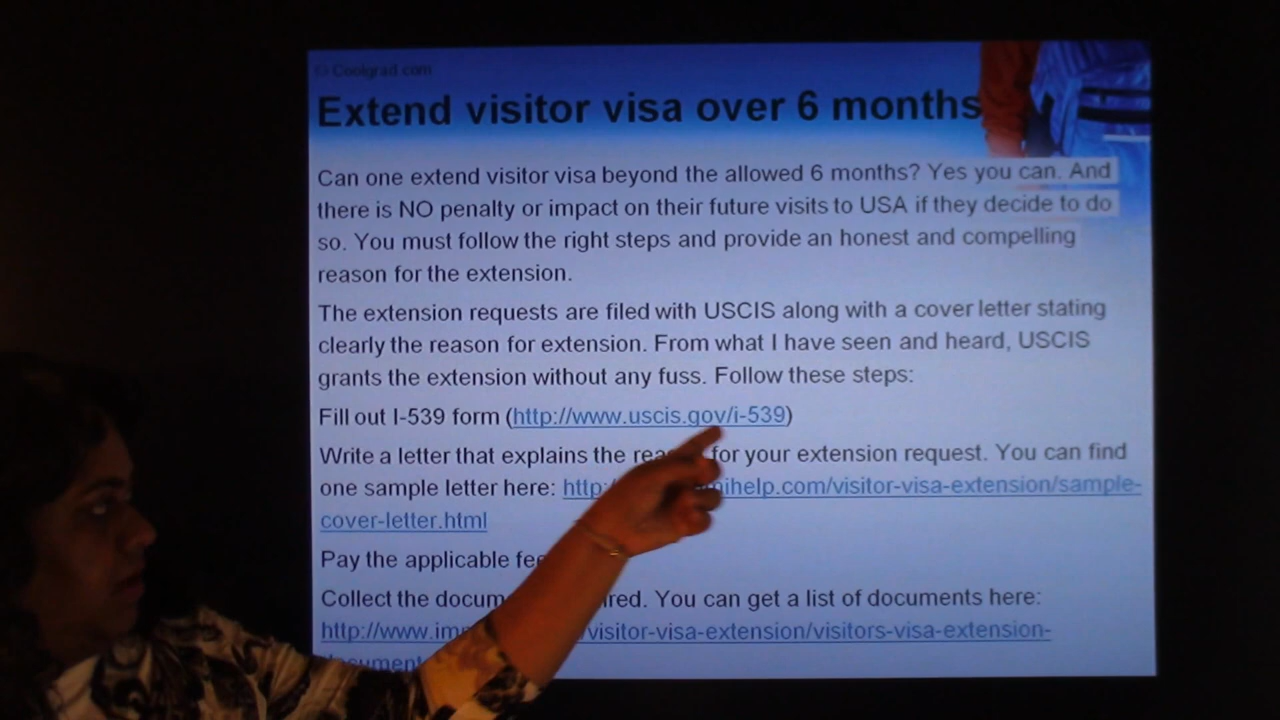 © Coolgrad.com
Extend visitor visa over 6 months
Can one extend visitor visa beyond the allowed 6 months? Yes you can. And
there is NO penalty or impact on their future visits to USA if they decide to do
so. You must follow the right steps and provide an honest and compelling
reason for the extension.
The extension requests are filed with USCIS along with a cover letter stating
clearly the reason for extension. From what I have seen and heard, USCIS
grants the extension without any fuss. Follow these steps:
Fill out I-539 form (http://www.uscis.gov/i-539)
Write a letter that explains the for your extension request. You can find
one sample letter here: http:/ ihelp.com/visitor-visa-extension/sample-
cover-letter.html
Pay the applicable
Collect the You can get a list of documents here:
http://www.im /visitor-visa-extension/visitors-visa-extension-